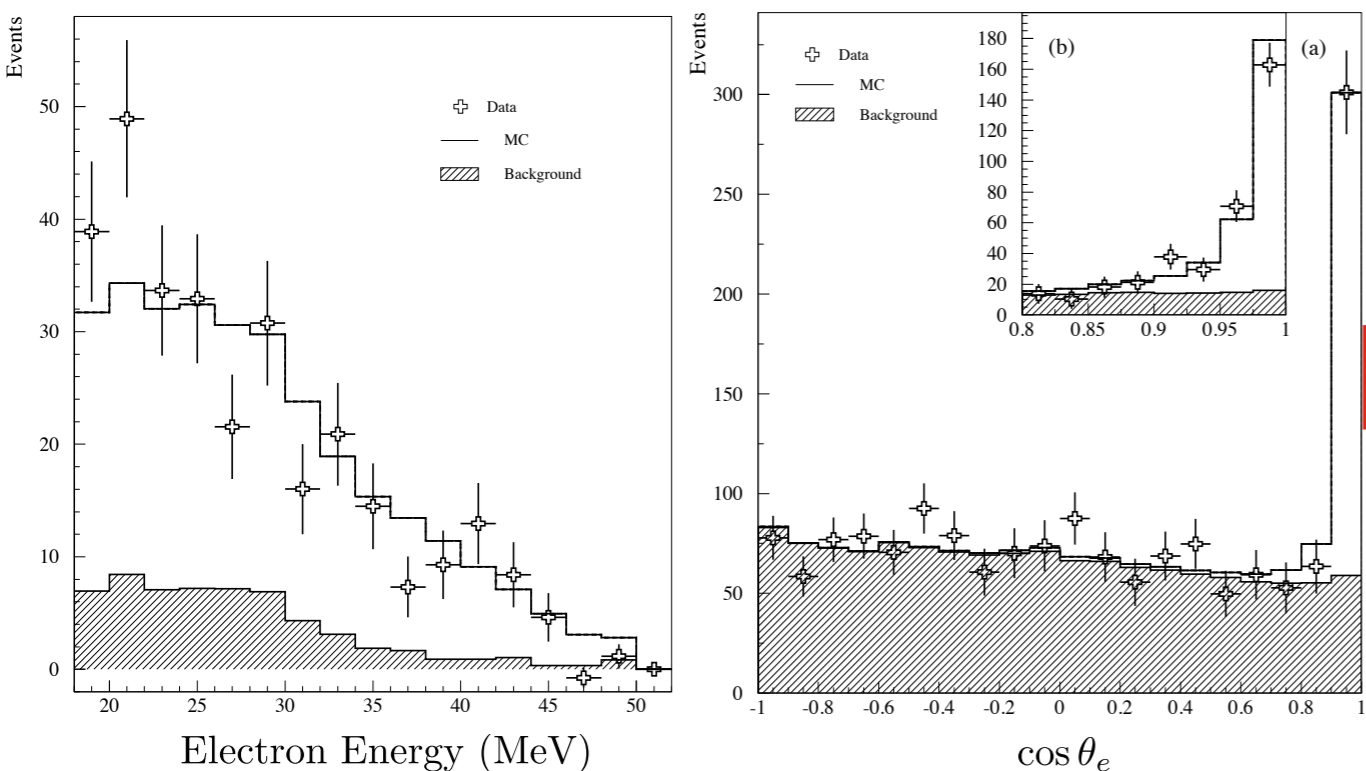 Events
50
40
30
20
10
0
Data
MC
Background
20 25 30 35 40 45 50
Electron Energy (MeV)
Events
300
250
200
150
100
50
0
Data
MC
Background
(b)
(a)
180
160
140
120
100
80
60
40
20
0
0.8 0.85 0.9 0.95 1
-1 -0.8 -0.6 -0.4 -0.2 0 0.2 0.4 0.6 0.8 1
cos θe